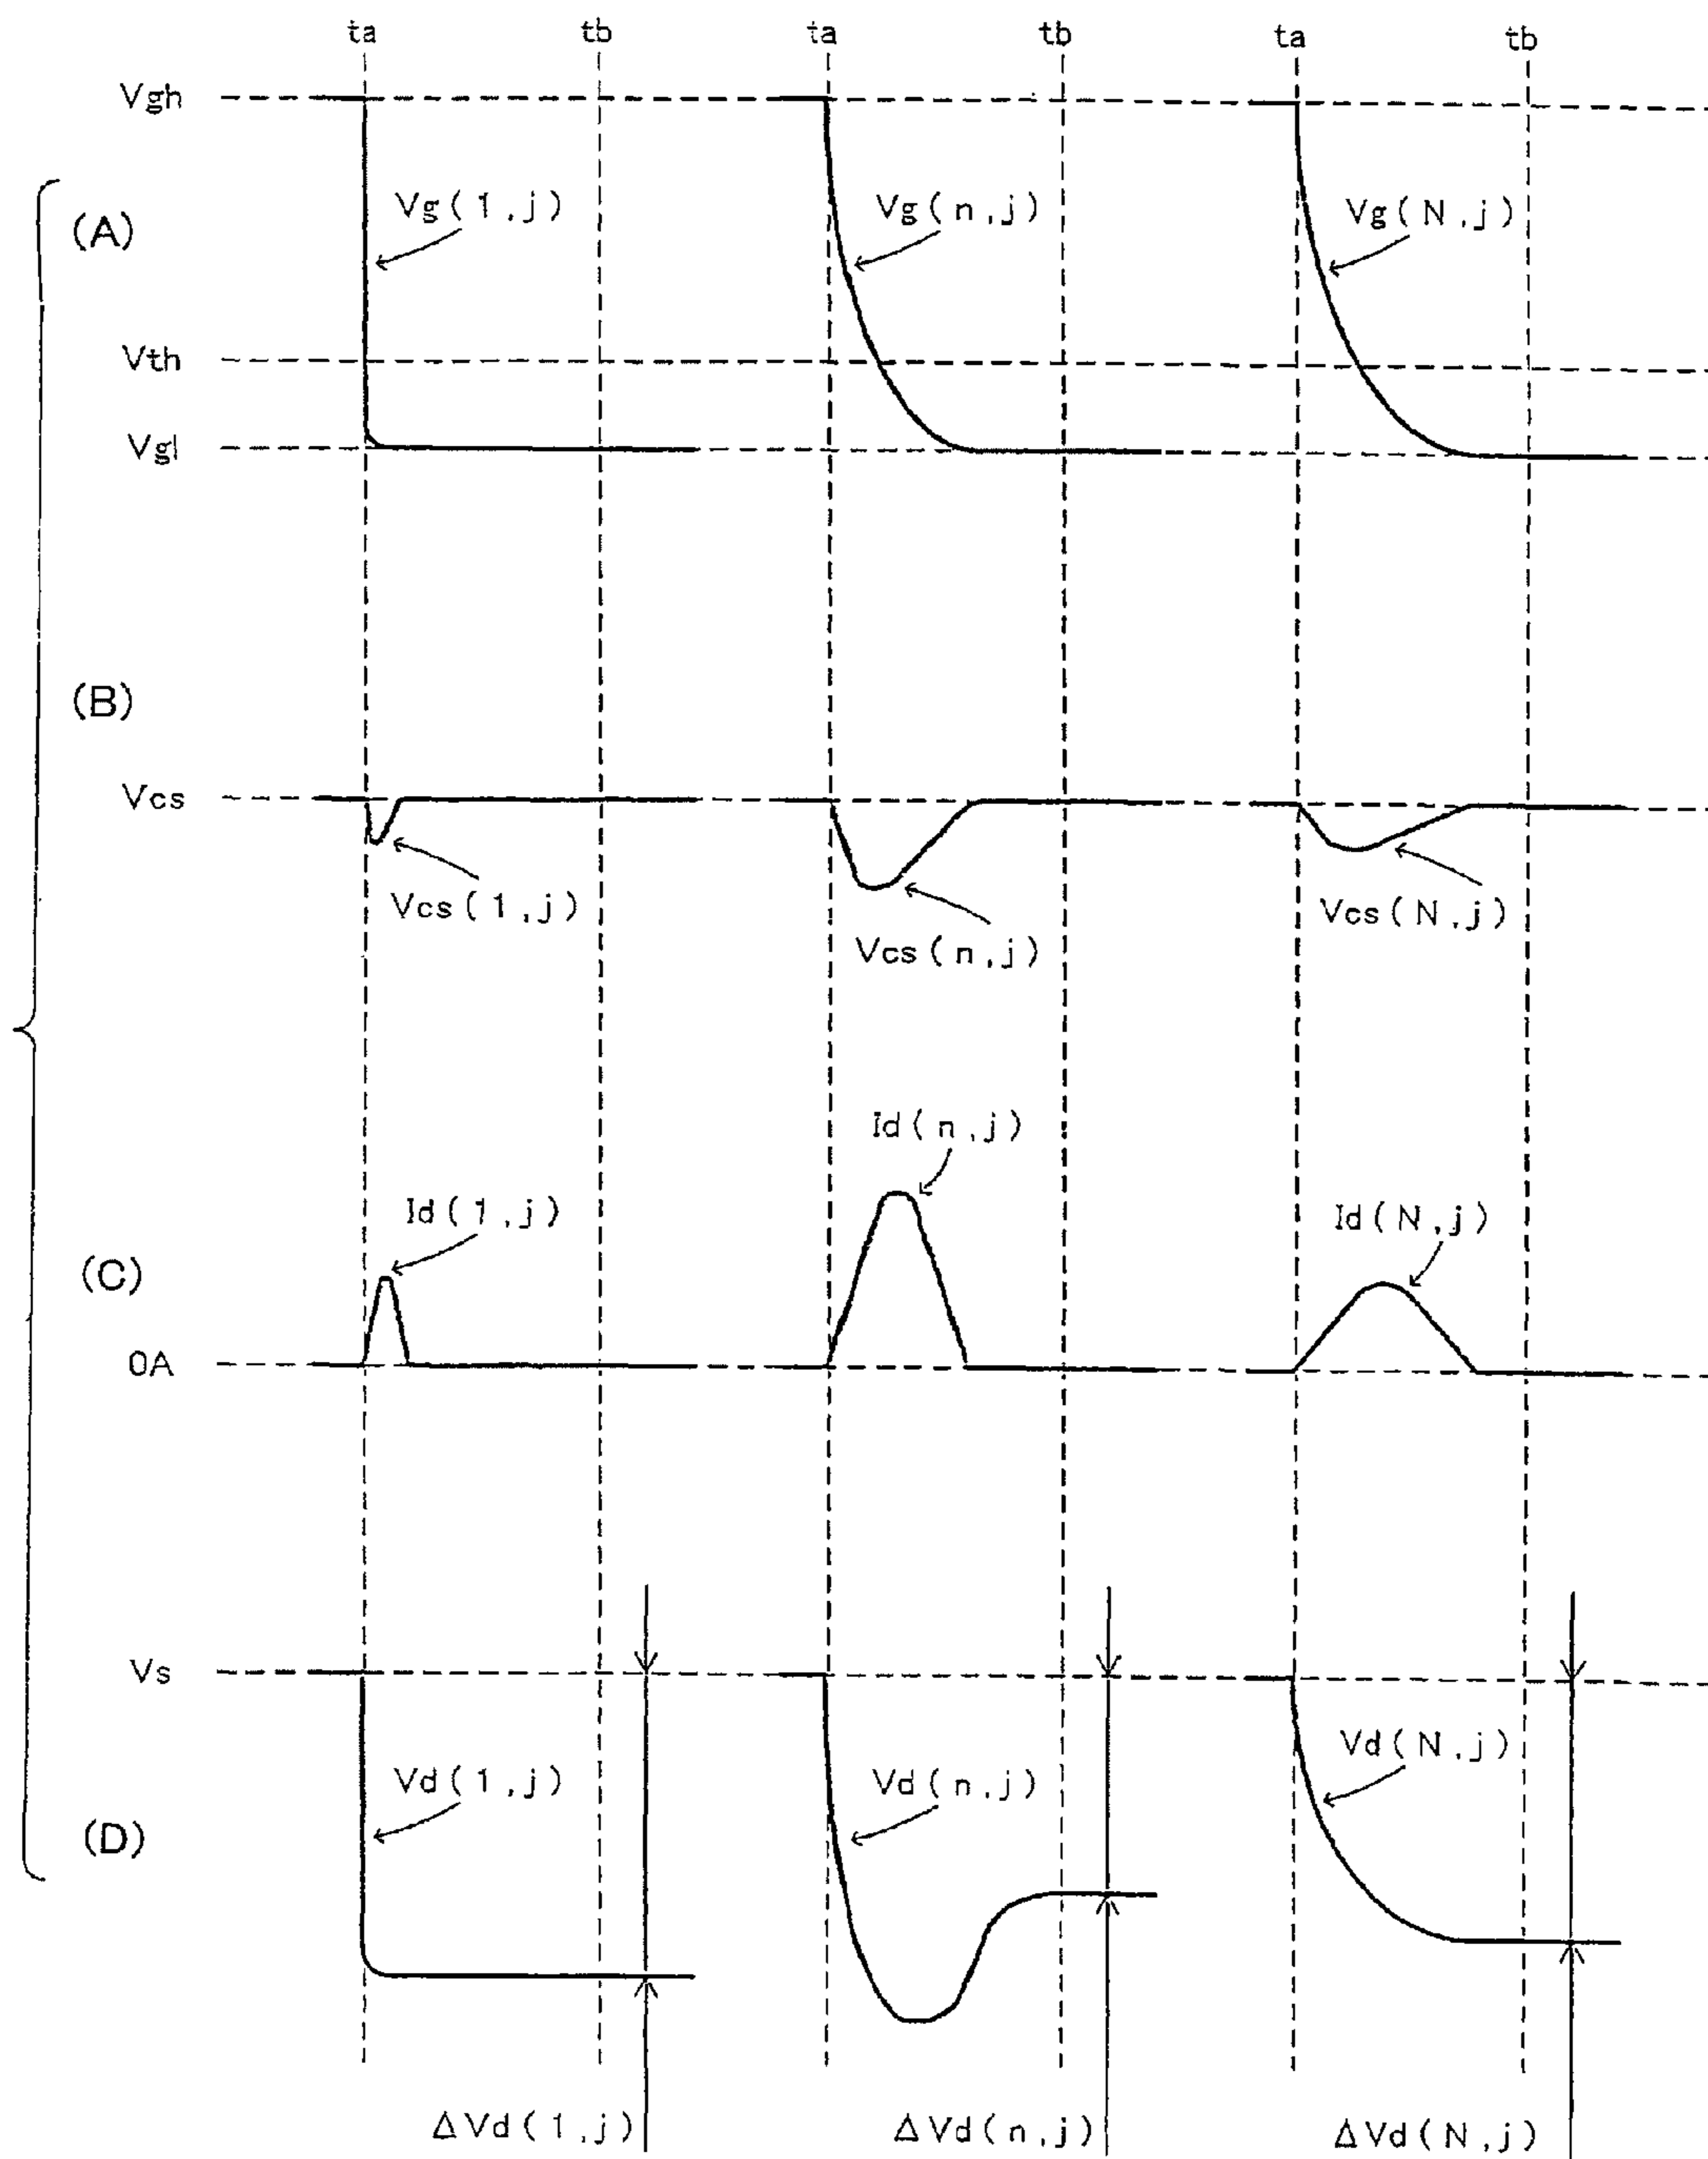 ta tb ta tb ta tb
Vgh
(A)
Vg(1,j) Vg(n,j) Vg(N,j)
Vth
Vgl
(B)
Vcs
Vcs(1,j) Vcs(n,j) Vcs(N,j)
Id(n,j)
Id(1,j) Id(N,j)
(C)
0A
Vs
Vd(1,j) Vd(n,j) Vd(N,j)
(D)
ΔVd(1,j) ΔVd(n,j) ΔVd(N,j)